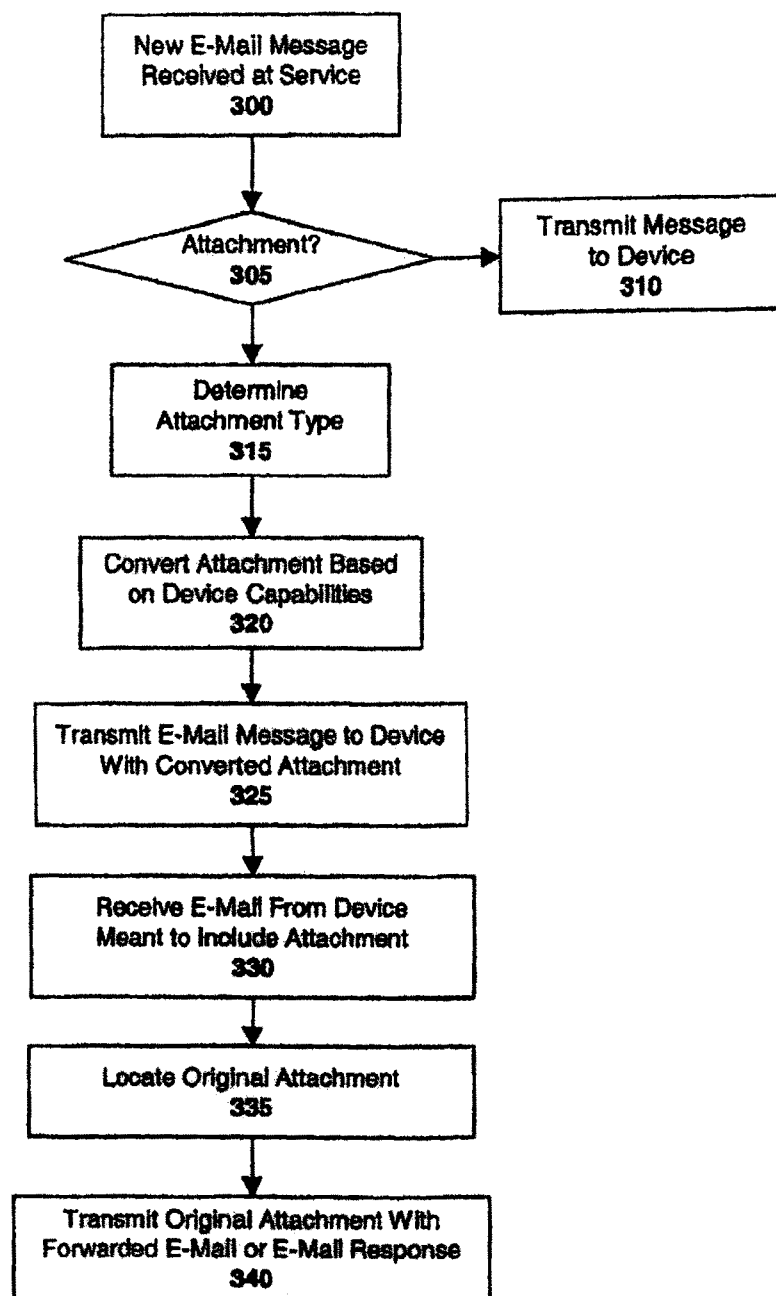 New E-Mail Message
Received at Service
300
Attachment?
305
Transmit Message
to Device
310
Determine
Attachment Type
315
Convert Attachment Based
on Device Capabilities
320
Transmit E-Mail Message to Device
With Converted Attachment
325
Receive E-Mail From Device
Meant to Include Attachment
330
Locate Original Attachment
335
Transmit Original Attachment With
Forwarded E-Mail or E-Mail Response
340